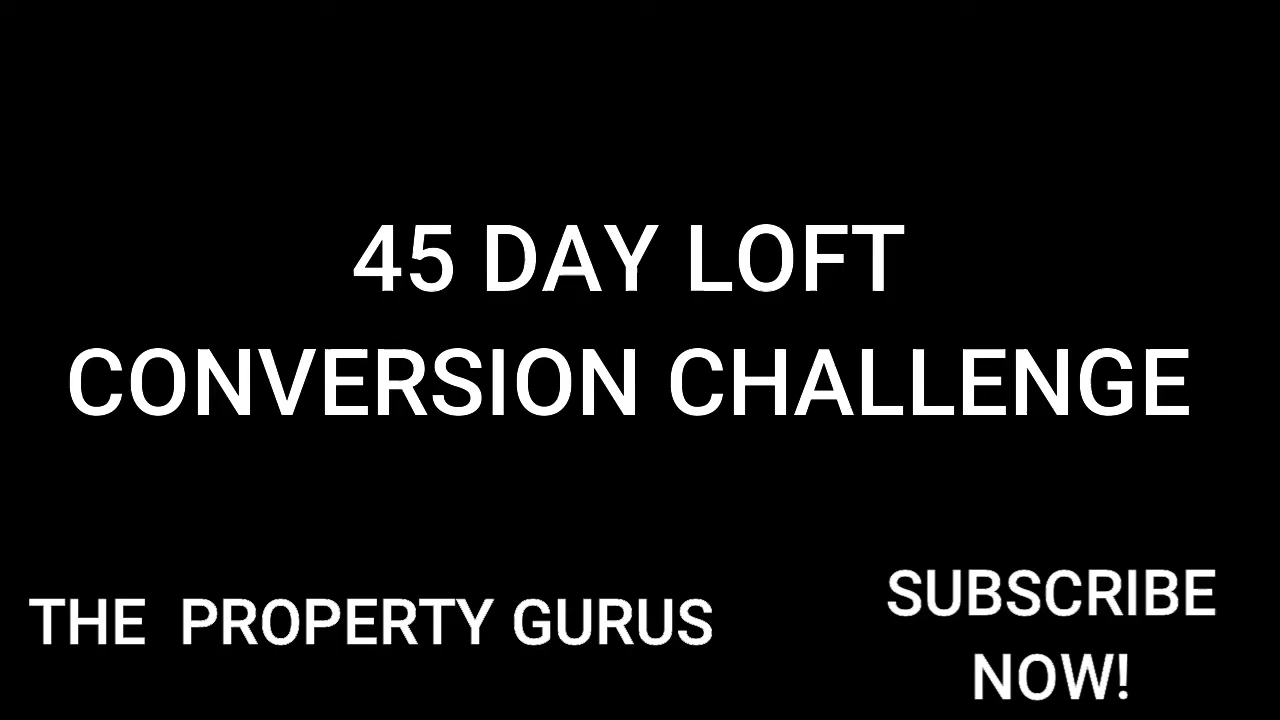 45 DAY LOFT
CONVERSION CHALLENGE
THE PROPERTY GURUS
SUBSCRIBE
NOW!